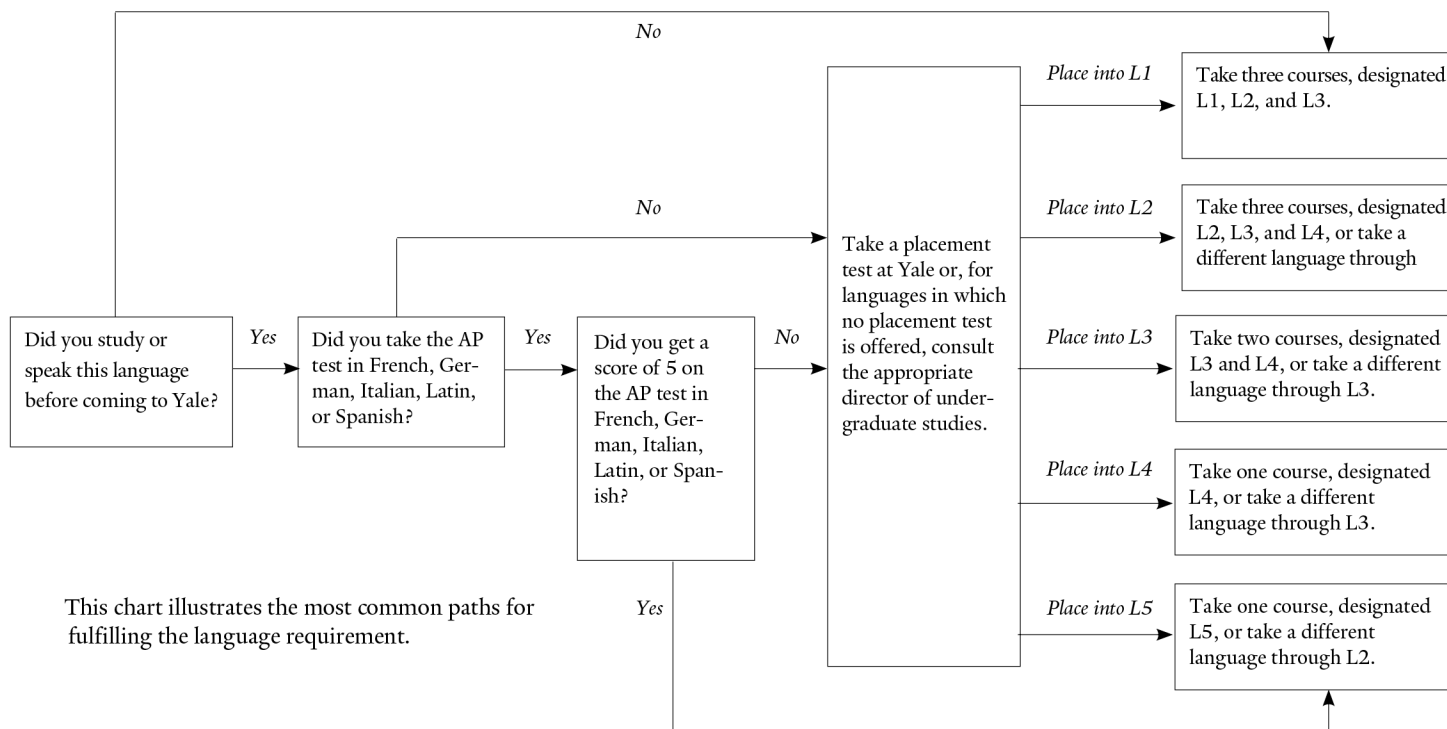 No
Place into L1
Take three courses, designated
L1, L2, and L3.
No
Place into L2
Take three courses, designated
L2, L3, and L4, or take a
different language through
Take a placement
test at Yale or, for
languages in which
no placement test
is offered, consult
the appropriate
director of under-
graduate studies.
Did you study or
speak this language
before coming to Yale?
Yes
Did you take the AP
test in French, Ger-
man, Italian, Latin,
or Spanish?
Yes
Did you get a
score of 5 on
the AP test in
French, Ger-
man, Italian,
Latin, or Span-
ish?
No
Place into L3
Take two courses, designated
L3 and L4, or take a different
language through L3.
Place into L4
Take one course, designated
L4, or take a different
language through L3.
This chart illustrates the most common paths for
fulfilling the language requirement.
Yes
Place into L5
Take one course, designated
L5, or take a different
language through L2.